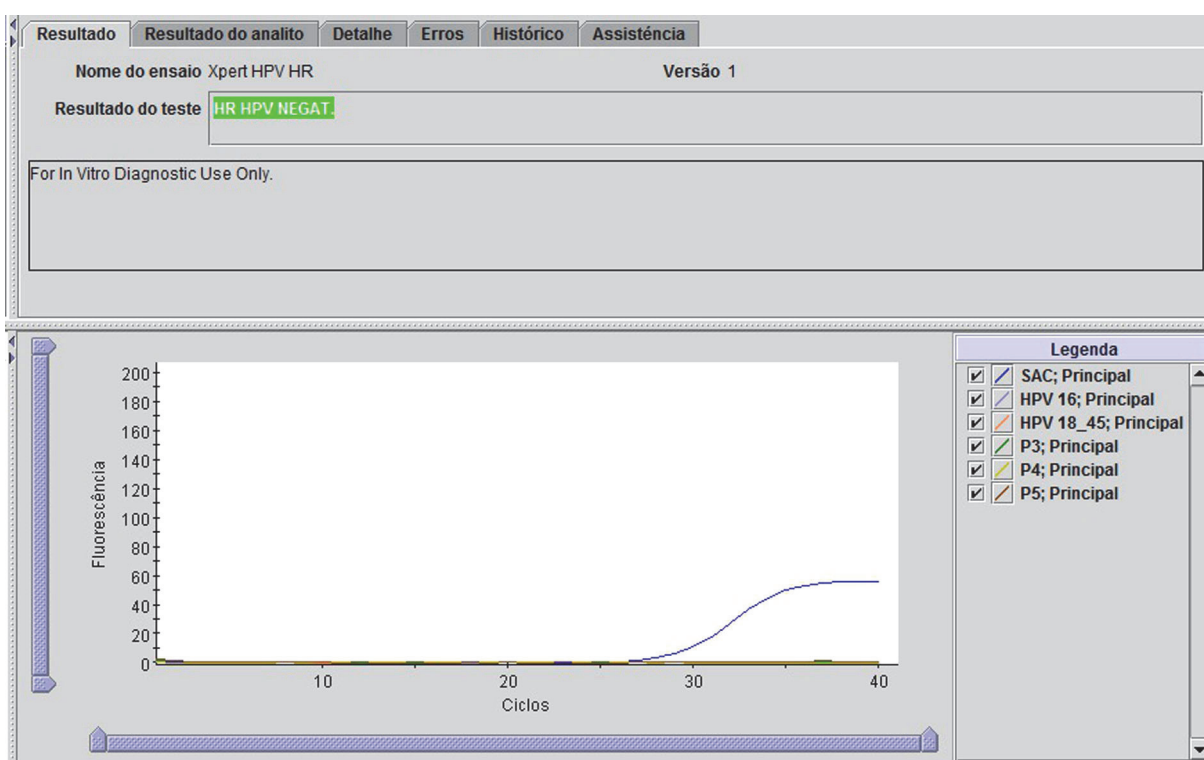 Resultado Resultado do analito Detalhe Erros Histórico Assisténcia
Nome do ensaio Xpert HPV HR Versão 1
Resultado do teste HR HPV NEGAT.
For In Vitro Diagnostic Use Only.
Legenda
SAC; Principal
HPV 16; Principal
HPV 18_45; Principal
P3; Principal
P4; Principal
P5; Principal
Fluorescência
200
180
160
140
120
100
80
60
40
20
0
10 20 30 40
Ciclos